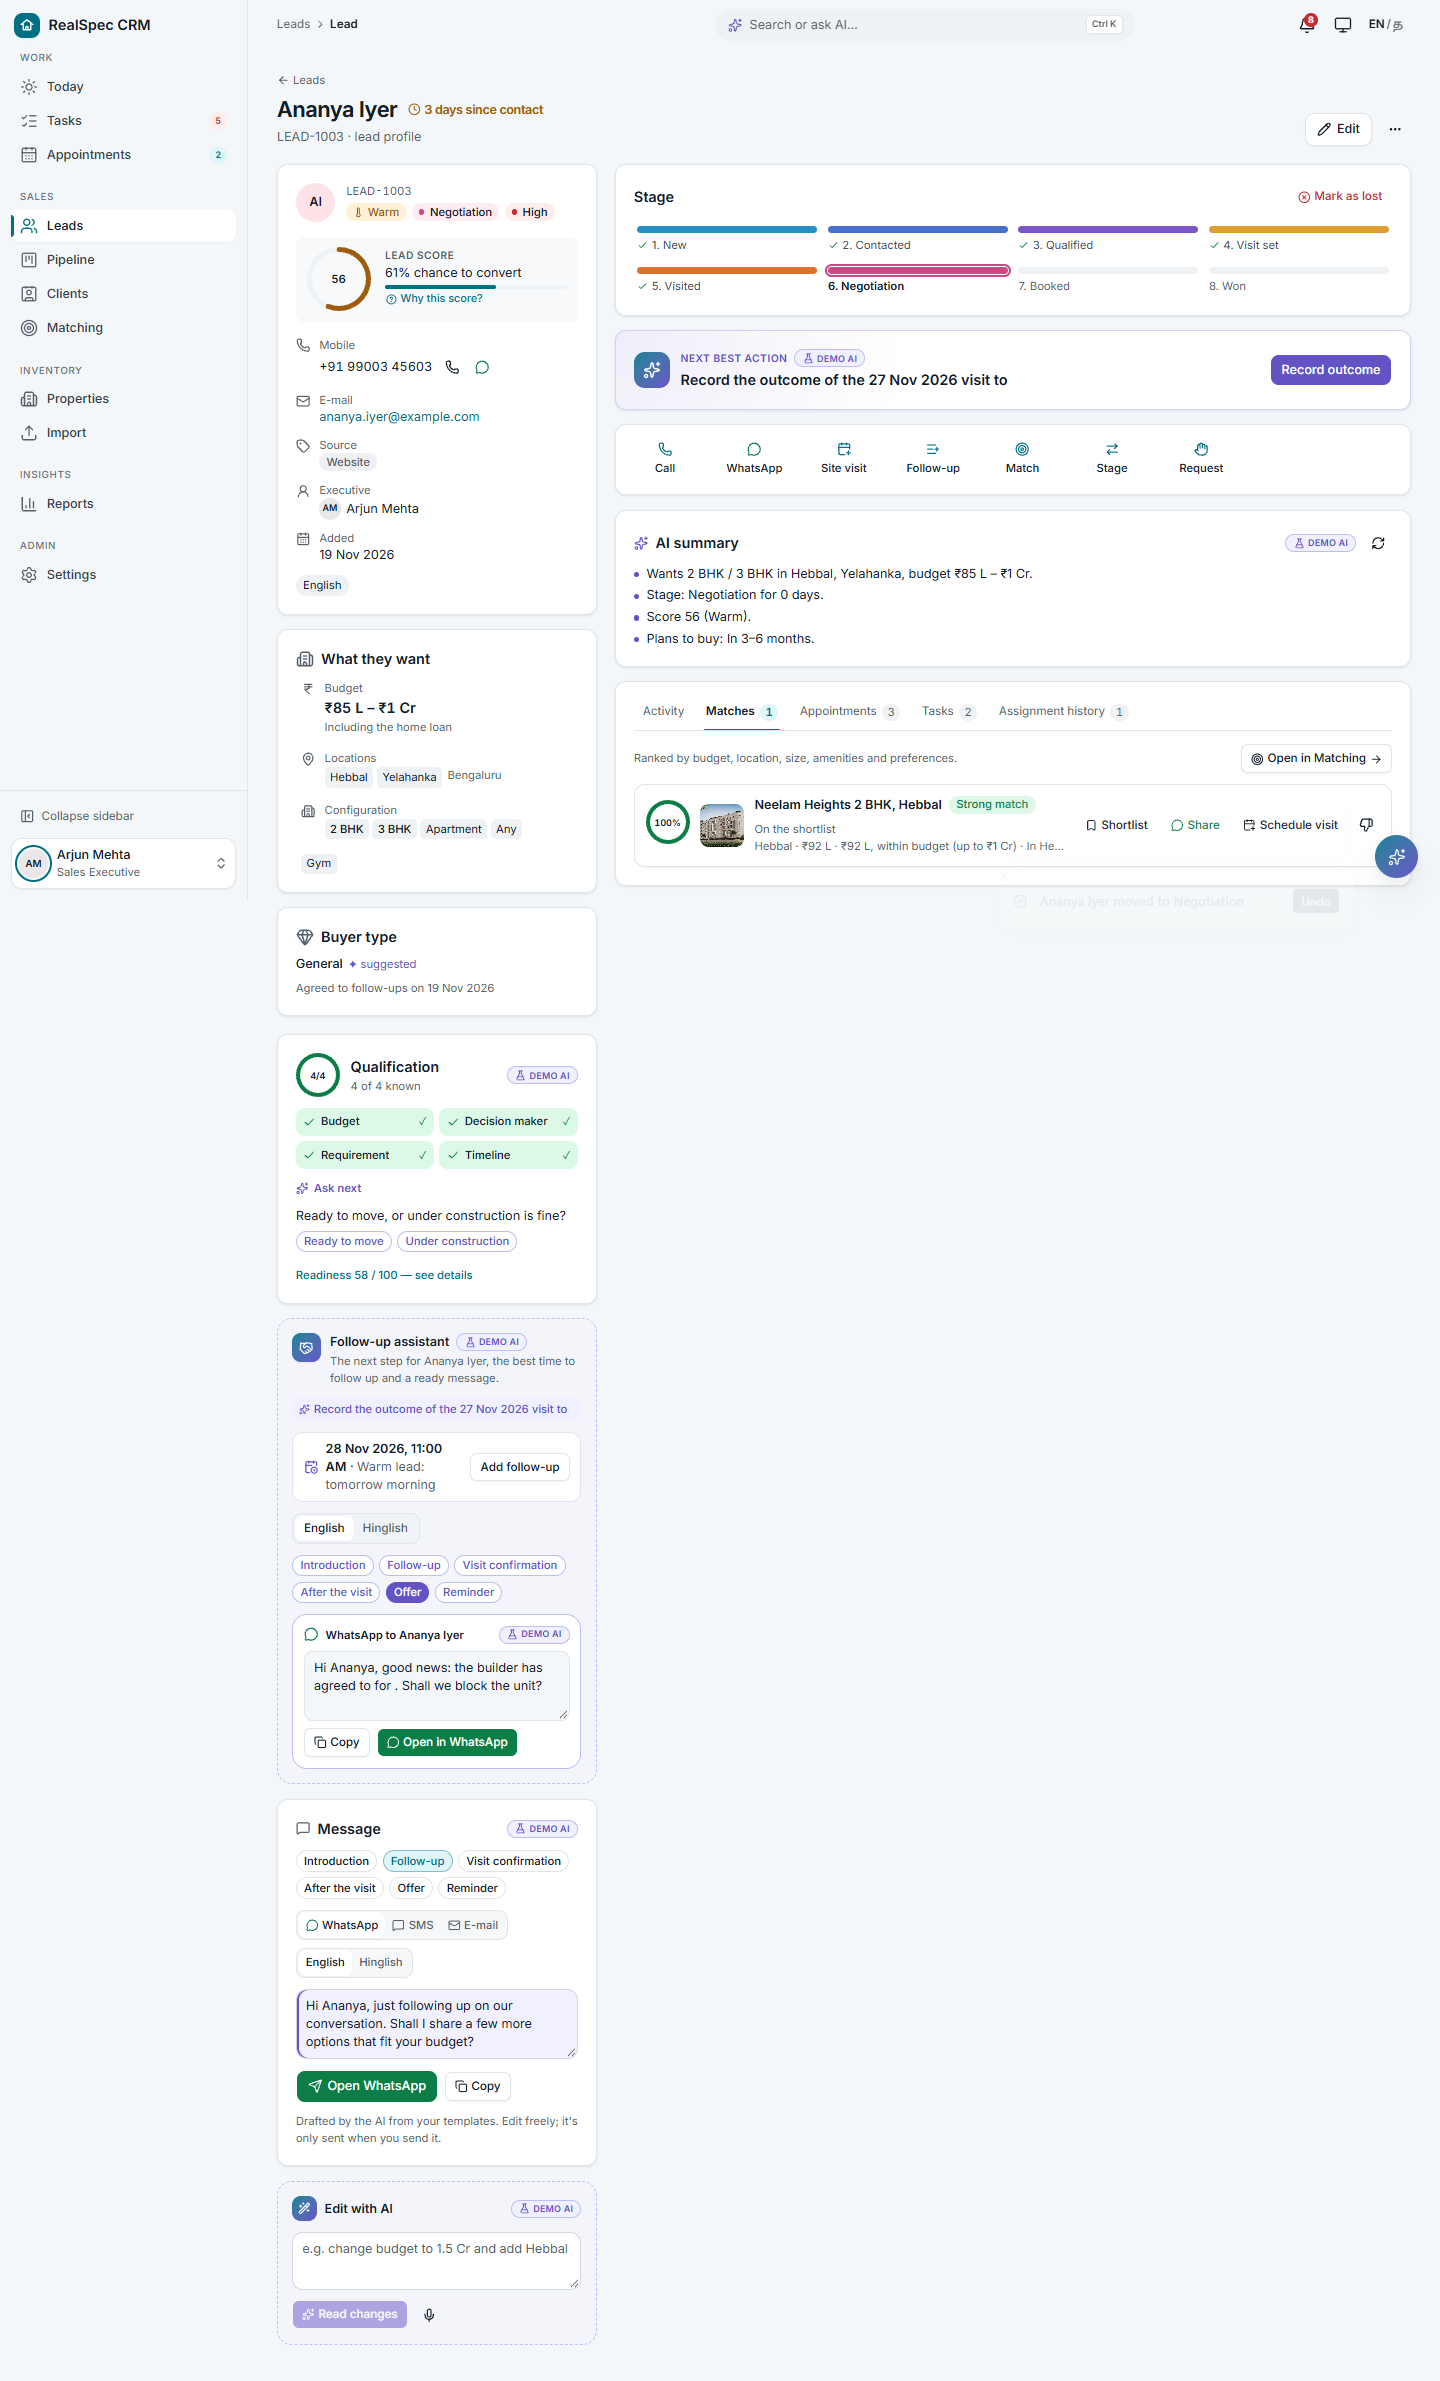 RealSpec CRM
WORK
Today
Tasks 5
Appointments 2
SALES
Leads
Pipeline
Clients
Matching
INVENTORY
Properties
Import
INSIGHTS
Reports
ADMIN
Settings
Collapse sidebar
AM Arjun Mehta
Sales Executive
Leads > Lead
Search or ask AI... Ctrl K
8
EN / த
← Leads
Ananya Iyer 3 days since contact
LEAD-1003 · lead profile
Edit
AI LEAD-1003
Warm Negotiation High
56
LEAD SCORE
61% chance to convert
Why this score?
Mobile
+91 99003 45603
E-mail
ananya.iyer@example.com
Source
Website
Executive
AM Arjun Mehta
Added
19 Nov 2026
English
What they want
Budget
₹85 L – ₹1 Cr
Including the home loan
Locations
Hebbal Yelahanka Bengaluru
Configuration
2 BHK 3 BHK Apartment Any
Gym
Buyer type
General suggested
Agreed to follow-ups on 19 Nov 2026
4/4 Qualification DEMO AI
4 of 4 known
Budget ✓ Decision maker ✓
Requirement ✓ Timeline ✓
Ask next
Ready to move, or under construction is fine?
Ready to move Under construction
Readiness 58 / 100 — see details
Follow-up assistant DEMO AI
The next step for Ananya Iyer, the best time to
follow up and a ready message.
Record the outcome of the 27 Nov 2026 visit to
28 Nov 2026, 11:00
AM · Warm lead:
tomorrow morning
Add follow-up
English Hinglish
Introduction Follow-up Visit confirmation
After the visit Offer Reminder
WhatsApp to Ananya Iyer DEMO AI
Hi Ananya, good news: the builder has
agreed to for . Shall we block the unit?
Copy Open in WhatsApp
Message DEMO AI
Introduction Follow-up Visit confirmation
After the visit Offer Reminder
WhatsApp SMS E-mail
English Hinglish
Hi Ananya, just following up on our
conversation. Shall I share a few more
options that fit your budget?
Open WhatsApp Copy
Drafted by the AI from your templates. Edit freely; it's
only sent when you send it.
Edit with AI DEMO AI
e.g. change budget to 1.5 Cr and add Hebbal
Read changes
Stage Mark as lost
✓ 1. New ✓ 2. Contacted ✓ 3. Qualified ✓ 4. Visit set
✓ 5. Visited 6. Negotiation 7. Booked 8. Won
NEXT BEST ACTION DEMO AI
Record the outcome of the 27 Nov 2026 visit to
Record outcome
Call WhatsApp Site visit Follow-up Match Stage Request
AI summary DEMO AI
Wants 2 BHK / 3 BHK in Hebbal, Yelahanka, budget ₹85 L – ₹1 Cr.
Stage: Negotiation for 0 days.
Score 56 (Warm).
Plans to buy: In 3–6 months.
Activity Matches 1 Appointments 3 Tasks 2 Assignment history 1
Ranked by budget, location, size, amenities and preferences.
Open in Matching →
100% Neelam Heights 2 BHK, Hebbal Strong match
On the shortlist
Hebbal · ₹92 L · ₹92 L, within budget (up to ₹1 Cr) · In He...
Shortlist Share Schedule visit
Ananya Iyer moved to Negotiation Undo